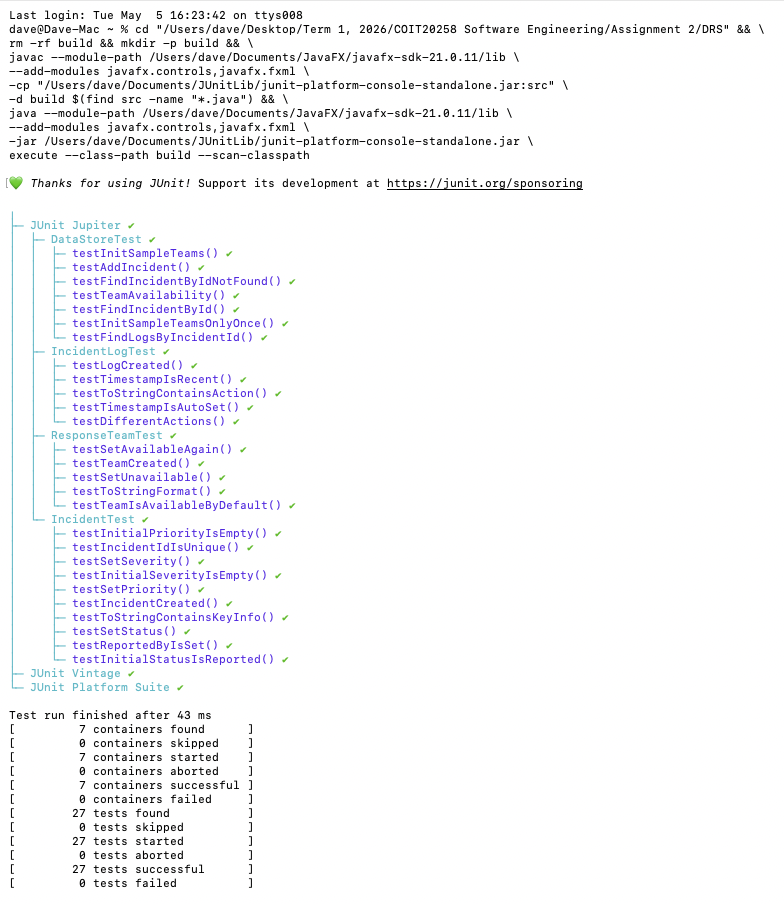 Last login: Tue May  5 16:23:42 on ttys008
dave@Dave-Mac ~ % cd "/Users/dave/Desktop/Term 1, 2026/COIT20258 Software Engineering/Assignment 2/DRS" && \
rm -rf build && mkdir -p build && \
javac --module-path /Users/dave/Documents/JavaFX/javafx-sdk-21.0.11/lib \
--add-modules javafx.controls,javafx.fxml \
-cp "/Users/dave/Documents/JUnitLib/junit-platform-console-standalone.jar:src" \
-d build $(find src -name "*.java") && \
java --module-path /Users/dave/Documents/JavaFX/javafx-sdk-21.0.11/lib \
--add-modules javafx.controls,javafx.fxml \
-jar /Users/dave/Documents/JUnitLib/junit-platform-console-standalone.jar \
execute --class-path build --scan-classpath
[💚 Thanks for using JUnit! Support its development at https://junit.org/sponsoring
╷
├─ JUnit Jupiter ✔
│  ├─ DataStoreTest ✔
│  │  ├─ testInitSampleTeams() ✔
│  │  ├─ testAddIncident() ✔
│  │  ├─ testFindIncidentByIdNotFound() ✔
│  │  ├─ testTeamAvailability() ✔
│  │  ├─ testFindIncidentById() ✔
│  │  ├─ testInitSampleTeamsOnlyOnce() ✔
│  │  └─ testFindLogsByIncidentId() ✔
│  ├─ IncidentLogTest ✔
│  │  ├─ testLogCreated() ✔
│  │  ├─ testTimestampIsRecent() ✔
│  │  ├─ testToStringContainsAction() ✔
│  │  ├─ testTimestampIsAutoSet() ✔
│  │  └─ testDifferentActions() ✔
│  ├─ ResponseTeamTest ✔
│  │  ├─ testSetAvailableAgain() ✔
│  │  ├─ testTeamCreated() ✔
│  │  ├─ testSetUnavailable() ✔
│  │  ├─ testToStringFormat() ✔
│  │  └─ testTeamIsAvailableByDefault() ✔
│  └─ IncidentTest ✔
│     ├─ testInitialPriorityIsEmpty() ✔
│     ├─ testIncidentIdIsUnique() ✔
│     ├─ testSetSeverity() ✔
│     ├─ testInitialSeverityIsEmpty() ✔
│     ├─ testSetPriority() ✔
│     ├─ testIncidentCreated() ✔
│     ├─ testToStringContainsKeyInfo() ✔
│     ├─ testSetStatus() ✔
│     ├─ testReportedByIsSet() ✔
│     └─ testInitialStatusIsReported() ✔
├─ JUnit Vintage ✔
└─ JUnit Platform Suite ✔
Test run finished after 43 ms
[         7 containers found      ]
[         0 containers skipped    ]
[         7 containers started    ]
[         0 containers aborted    ]
[         7 containers successful ]
[         0 containers failed     ]
[        27 tests found           ]
[         0 tests skipped         ]
[        27 tests started         ]
[         0 tests aborted         ]
[        27 tests successful      ]
[         0 tests failed          ]